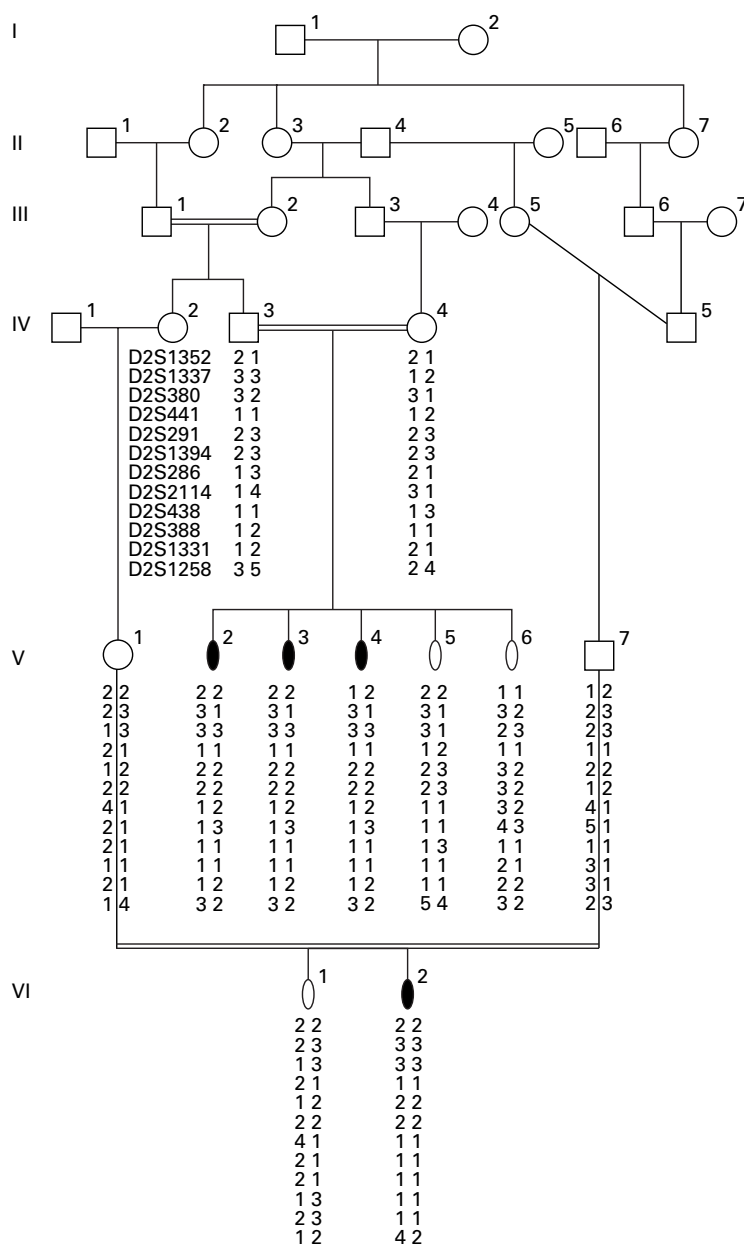 I
1 2
II
1 2 3 4 5 6 7
III
1 2 3 4 5 6 7
IV
1 2 3 4 5
D2S1352 2 1 2 1
D2S1337 3 3 1 2
D2S380 3 2 3 1
D2S441 1 1 1 2
D2S291 2 3 2 3
D2S1394 2 3 2 3
D2S286 1 3 2 1
D2S2114 1 4 3 1
D2S438 1 1 1 3
D2S388 1 2 1 1
D2S1331 1 2 2 1
D2S1258 3 5 2 4
V
1 2 3 4 5 6 7
2 2 2 2 2 2 1 2 2 2 1 1 1 2
2 3 3 1 3 1 3 1 3 1 3 2 2 3
1 3 3 3 3 3 3 3 3 1 2 3 2 3
2 1 1 1 1 1 1 1 1 2 1 1 1 1
1 2 2 2 2 2 2 2 2 3 3 2 2 2
2 2 2 2 2 2 2 2 2 3 3 2 1 2
4 1 1 2 1 2 1 2 1 1 3 2 4 1
2 1 1 3 1 3 1 3 1 1 4 3 5 1
2 1 1 1 1 1 1 1 1 3 1 1 1 1
1 1 1 1 1 1 1 1 1 1 2 1 3 1
2 1 1 2 1 2 1 2 1 1 2 2 3 1
1 4 3 2 3 2 3 2 5 4 3 2 2 3
VI
1 2
2 2 2 2
2 3 3 3
1 3 3 3
2 1 1 1
1 2 2 2
2 2 2 2
4 1 1 1
2 1 1 1
2 1 1 1
1 3 1 1
2 3 1 1
1 2 4 2